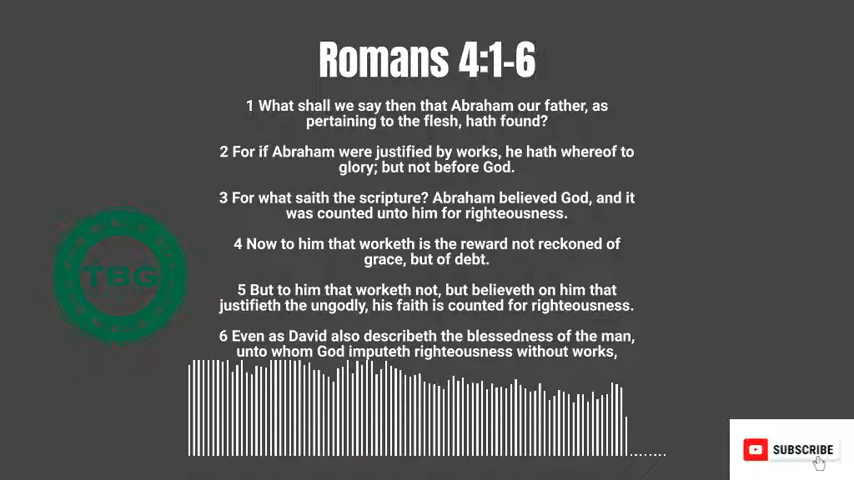 Romans 4:1-6
1 What shall we say then that Abraham our father, as
pertaining to the flesh, hath found?
2 For if Abraham were justified by works, he hath whereof to
glory; but not before God.
3 For what saith the scripture? Abraham believed God, and it
was counted unto him for righteousness.
4 Now to him that worketh is the reward not reckoned of
grace, but of debt.
5 But to him that worketh not, but believeth on him that
justifieth the ungodly, his faith is counted for righteousness.
6 Even as David also describeth the blessedness of the man,
unto whom God imputeth righteousness without works,
TBG
SUBSCRIBE